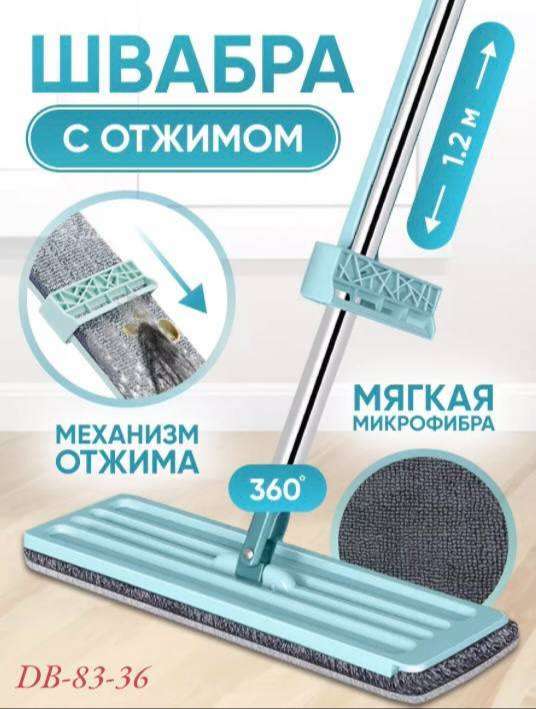 ШВАБРА
С ОТЖИМОМ
1.2 м
МЕХАНИЗМ
ОТЖИМА
МЯГКАЯ
МИКРОФИБРА
360°
DB-83-36